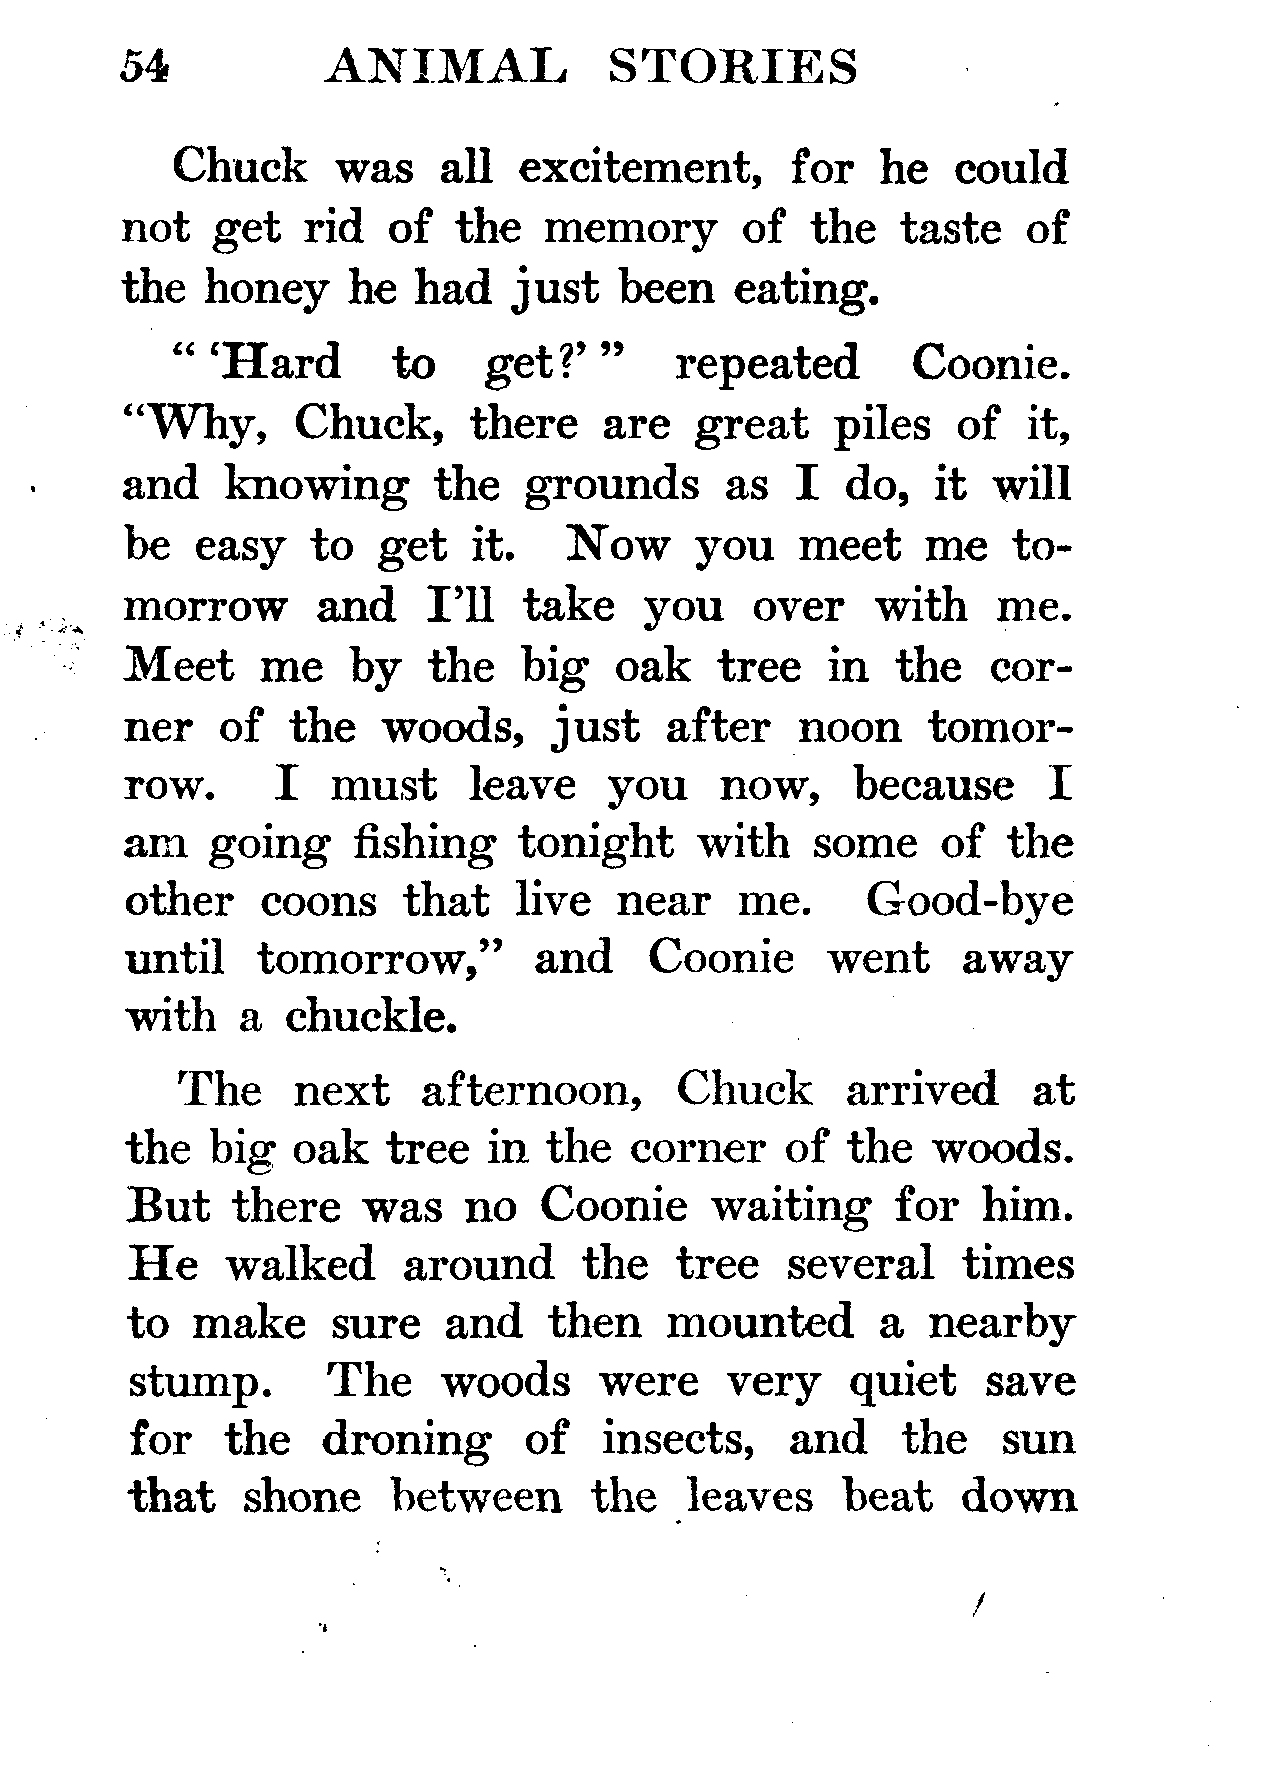 54 ANIMAL STORIES
Chuck was all excitement, for he could
not get rid of the memory of the taste of
the honey he had just been eating.
“ ‘Hard to get?’ ” repeated Coonie.
“Why, Chuck, there are great piles of it,
and knowing the grounds as I do, it will
be easy to get it. Now you meet me to-
morrow and I’ll take you over with me.
Meet me by the big oak tree in the cor-
ner of the woods, just after noon tomor-
row. I must leave you now, because I
am going fishing tonight with some of the
other coons that live near me. Good-bye
until tomorrow,” and Coonie went away
with a chuckle.
The next afternoon, Chuck arrived at
the big oak tree in the corner of the woods.
But there was no Coonie waiting for him.
He walked around the tree several times
to make sure and then mounted a nearby
stump. The woods were very quiet save
for the droning of insects, and the sun
that shone between the leaves beat down